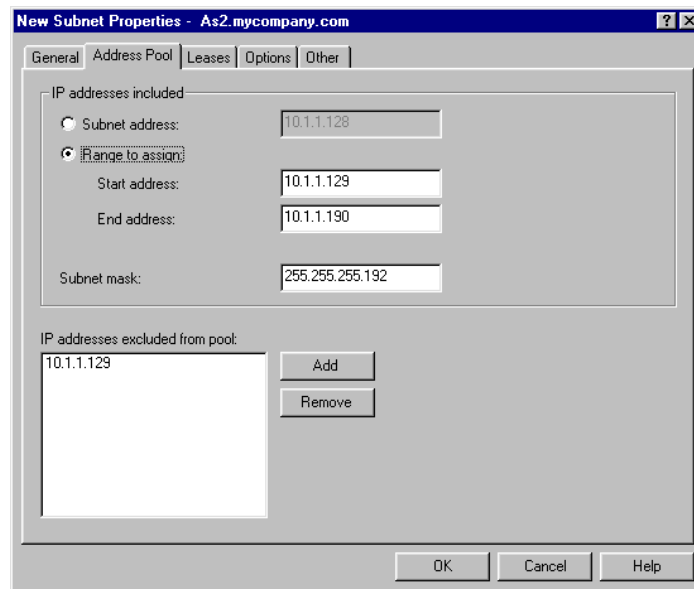 New Subnet Properties - As2.mycompany.com
General Address Pool Leases Options Other
IP addresses included
Subnet address: 10.1.1.128
Range to assign:
Start address: 10.1.1.129
End address: 10.1.1.190
Subnet mask: 255.255.255.192
IP addresses excluded from pool:
10.1.1.129
Add
Remove
OK Cancel Help